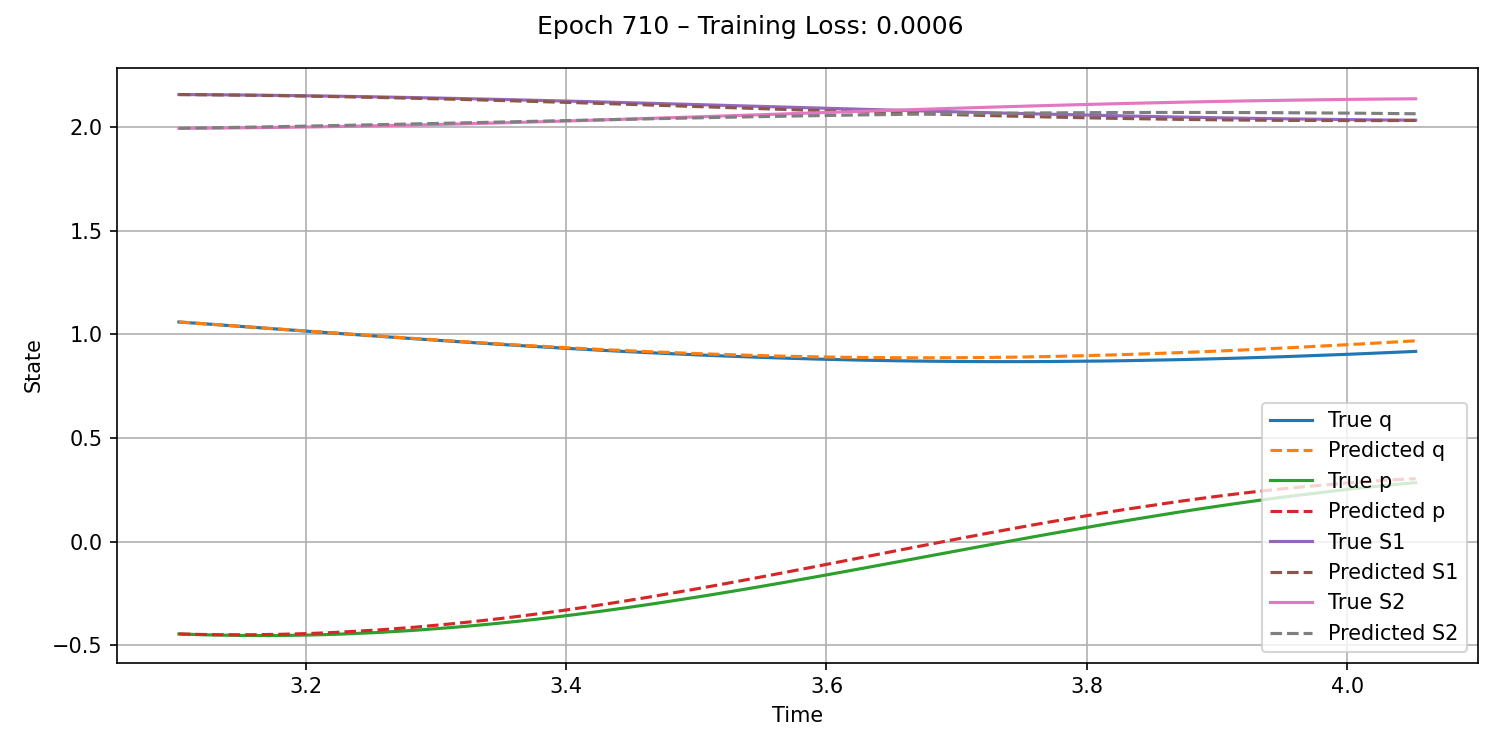 Epoch 710 – Training Loss: 0.0006
2.0
1.5
1.0
0.5
0.0
−0.5
State
True q
Predicted q
True p
Predicted p
True S1
Predicted S1
True S2
Predicted S2
3.2 3.4 3.6 3.8 4.0
Time